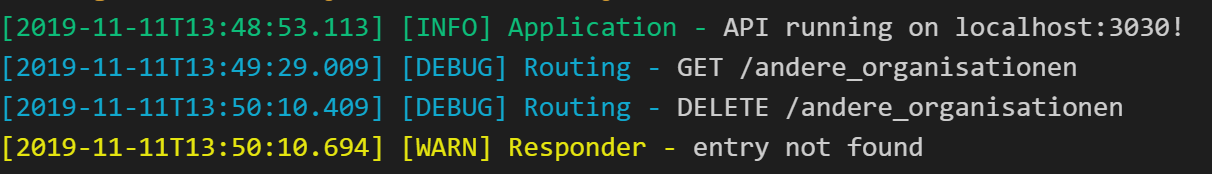 [2019-11-11T13:48:53.113] [INFO] Application - API running on localhost:3030!
[2019-11-11T13:49:29.009] [DEBUG] Routing - GET /andere_organisationen
[2019-11-11T13:50:10.409] [DEBUG] Routing - DELETE /andere_organisationen
[2019-11-11T13:50:10.694] [WARN] Responder - entry not found